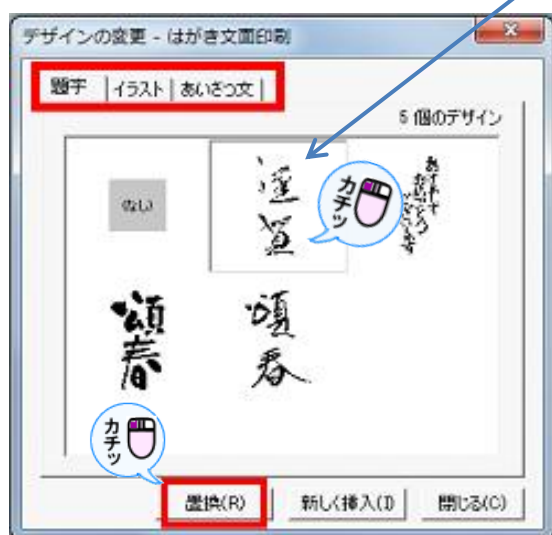 デザインの変更 - はがき文面印刷
題字
イラスト
あいさつ文
5 個のデザイン
(なし)
カチッ
頌春
頌春
カチッ
置換(R)
新しく挿入(I)
閉じる(C)